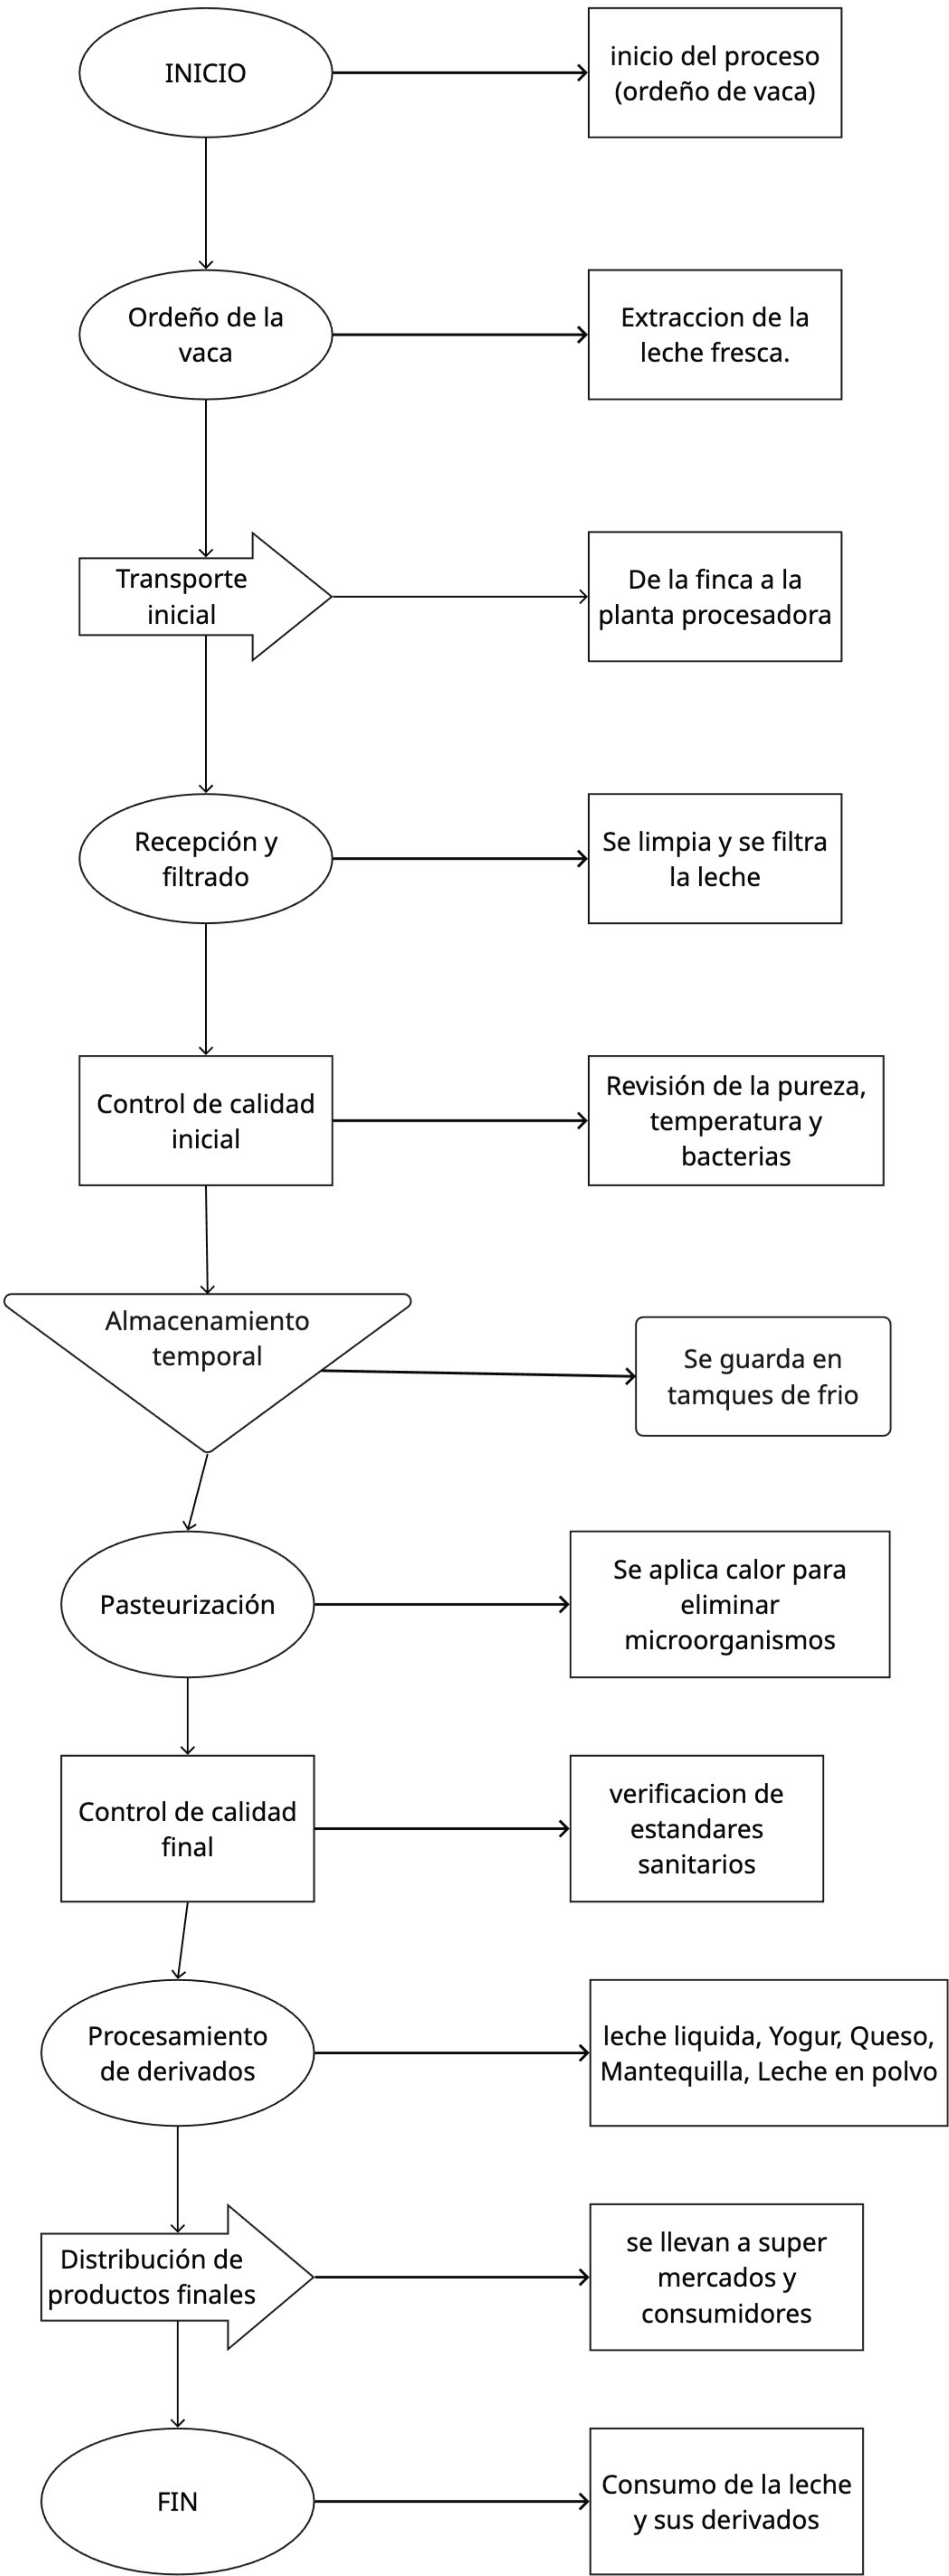 INICIO
inicio del proceso
(ordeño de vaca)
Ordeño de la
vaca
Extraccion de la
leche fresca.
Transporte
inicial
De la finca a la
planta procesadora
Recepción y
filtrado
Se limpia y se filtra
la leche
Control de calidad
inicial
Revisión de la pureza,
temperatura y
bacterias
Almacenamiento
temporal
Se guarda en
tamques de frio
Pasteurización
Se aplica calor para
eliminar
microorganismos
Control de calidad
final
verificacion de
estandares
sanitarios
Procesamiento
de derivados
leche liquida, Yogur, Queso,
Mantequilla, Leche en polvo
Distribución de
productos finales
se llevan a super
mercados y
consumidores
FIN
Consumo de la leche
y sus derivados